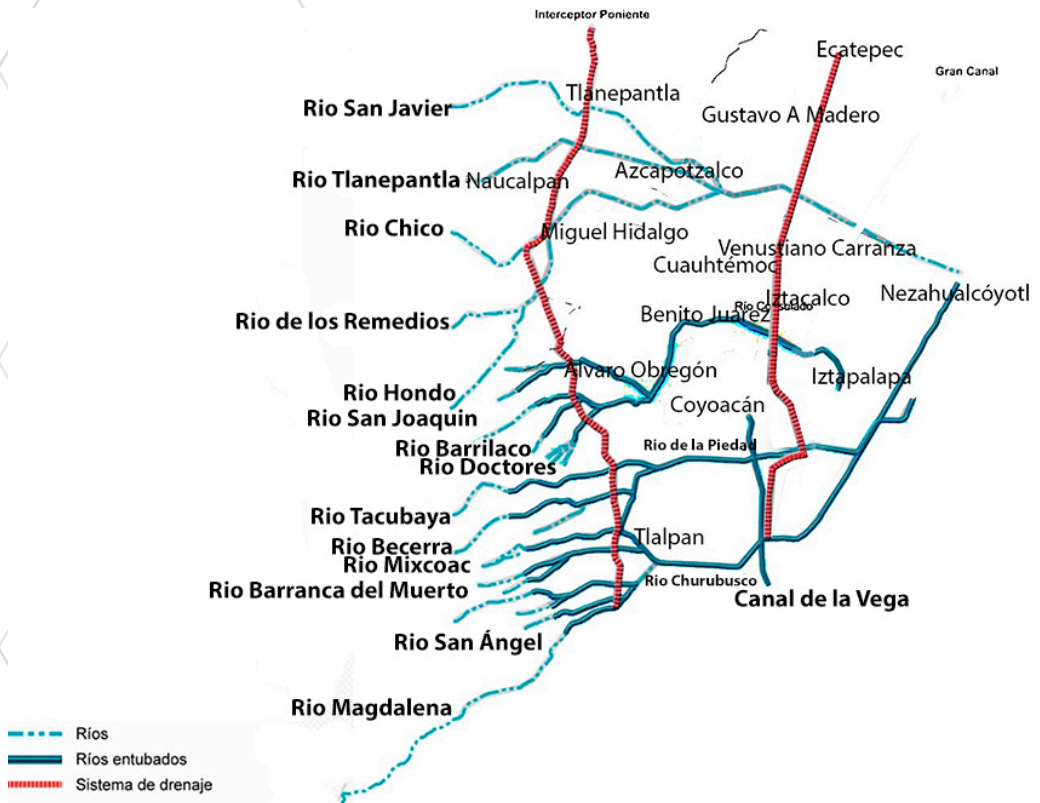 Interceptor Poniente
Ecatepec
Gran Canal
Tlanepantla
Rio San Javier
Gustavo A Madero
Azcapotzalco
Rio Tlanepantla
Naucalpan
Rio Chico
Miguel Hidalgo
Venustiano Carranza
Cuauhtémoc
Nezahualcóyotl
Iztacalco
Rio Consulado
Benito Juárez
Rio de los Remedios
Alvaro Obregón
Iztapalapa
Rio Hondo
Coyoacán
Rio San Joaquin
Rio de la Piedad
Rio Barrilaco
Rio Doctores
Rio Tacubaya
Tlalpan
Rio Becerra
Rio Mixcoac
Rio Churubusco
Rio Barranca del Muerto
Canal de la Vega
Rio San Ángel
Rio Magdalena
Ríos
Ríos entubados
Sistema de drenaje